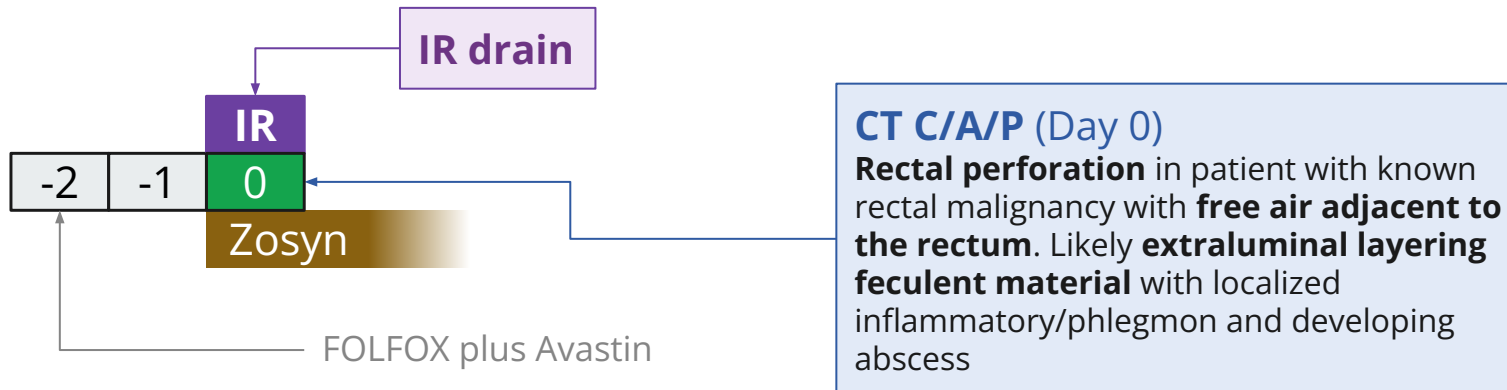 IR drain
IR
-2 -1 0
Zosyn
FOLFOX plus Avastin
CT C/A/P (Day 0)
Rectal perforation in patient with known
rectal malignancy with free air adjacent to
the rectum. Likely extraluminal layering
feculent material with localized
inflammatory/phlegmon and developing
abscess